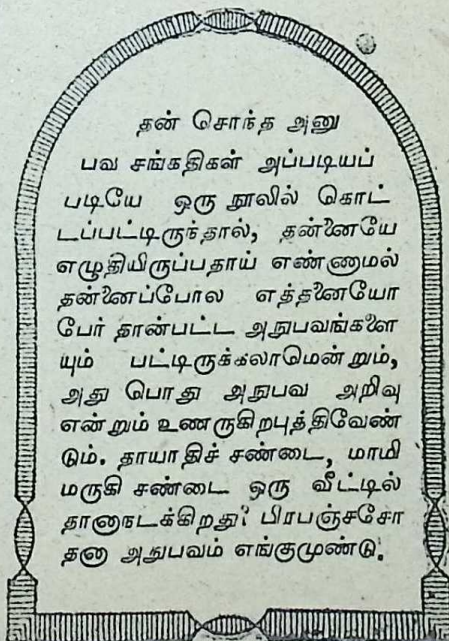 தன் சொந்த அனு
பவ சங்கதிகள் அப்படியப்
படியே ஒரு நூலில் கொட்
டப்பட்டிருந்தால், தன்னையே
எழுதியிருப்பதாய் எண்ணாமல்
தன்னைப்போல எத்தனையோ
பேர் தான்பட்ட அநுபவங்களை
யும் பட்டிருக்கலாமென்றும்,
அது பொது அநுபவ அறிவு
என்றும் உணருகிறபுத்திவேண்
டும். தாயாதிச் சண்டை, மாமி
மருகி சண்டை ஒரு வீட்டில்
தானாநடக்கிறது? பிரபஞ்சசோ
தனா அநுபவம் எங்குமுண்டு.